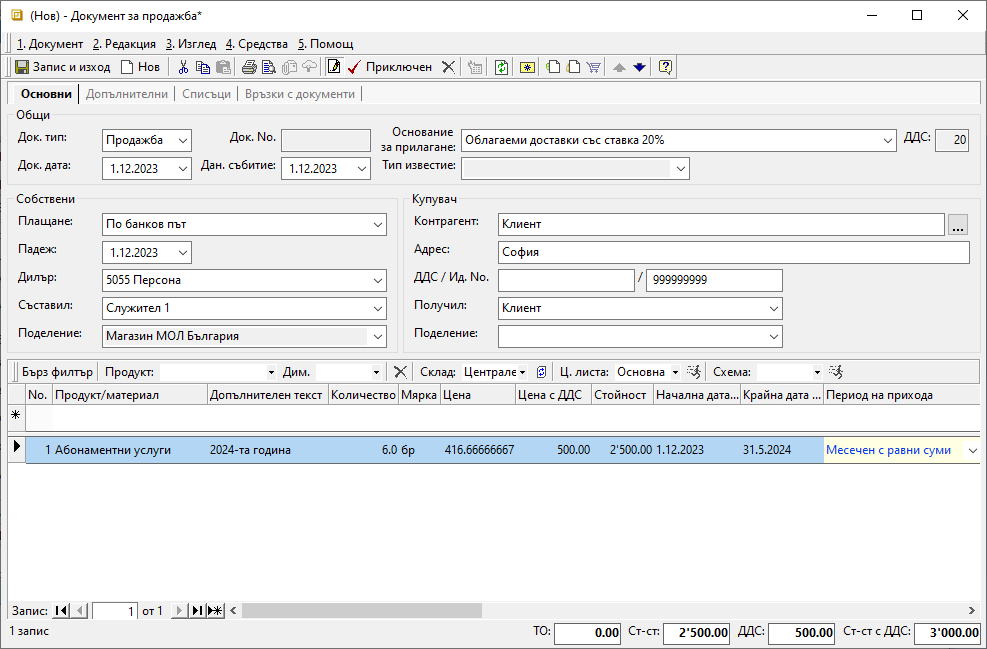 (Нов) - Документ за продажба*
1. Документ 2. Редакция 3. Изглед 4. Средства 5. Помощ
Запис и изход Нов Приключен
Основни Допълнителни Списъци Връзки с документи
Общи
Док. тип: Продажба Док. No. Основание за прилагане: Облагаеми доставки със ставка 20% ДДС: 20
Док. дата: 1.12.2023 Дан. събитие: 1.12.2023 Тип известие:
Собствени
Плащане: По банков път
Падеж: 1.12.2023
Дилър: 5055 Персона
Съставил: Служител 1
Поделение: Магазин МОЛ България
Купувач
Контрагент: Клиент ...
Адрес: София
ДДС / Ид. No. / 999999999
Получил: Клиент
Поделение:
Бърз филтър Продукт: Дим. Склад: Централе Ц. листа: Основна Схема:
No. Продукт/материал Допълнителен текст Количество Мярка Цена Цена с ДДС Стойност Начална дата... Крайна дата ... Период на прихода
1 Абонаментни услуги 2024-та година 6.0 бр 416.66666667 500.00 2'500.00 1.12.2023 31.5.2024 Месечен с равни суми
Запис: 1 от 1
1 запис ТО: 0.00 Ст-ст: 2'500.00 ДДС: 500.00 Ст-ст с ДДС: 3'000.00